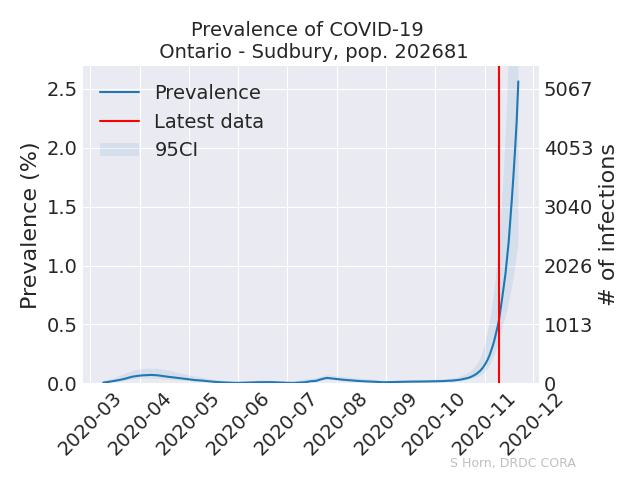 Prevalence of COVID-19
Ontario - Sudbury, pop. 202681
Prevalence (%)
2.5
2.0
1.5
1.0
0.5
0.0
Prevalence
Latest data
95CI
5067
4053
3040
2026
1013
0
# of infections
2020-03
2020-04
2020-05
2020-06
2020-07
2020-08
2020-09
2020-10
2020-11
2020-12
S Horn, DRDC CORA